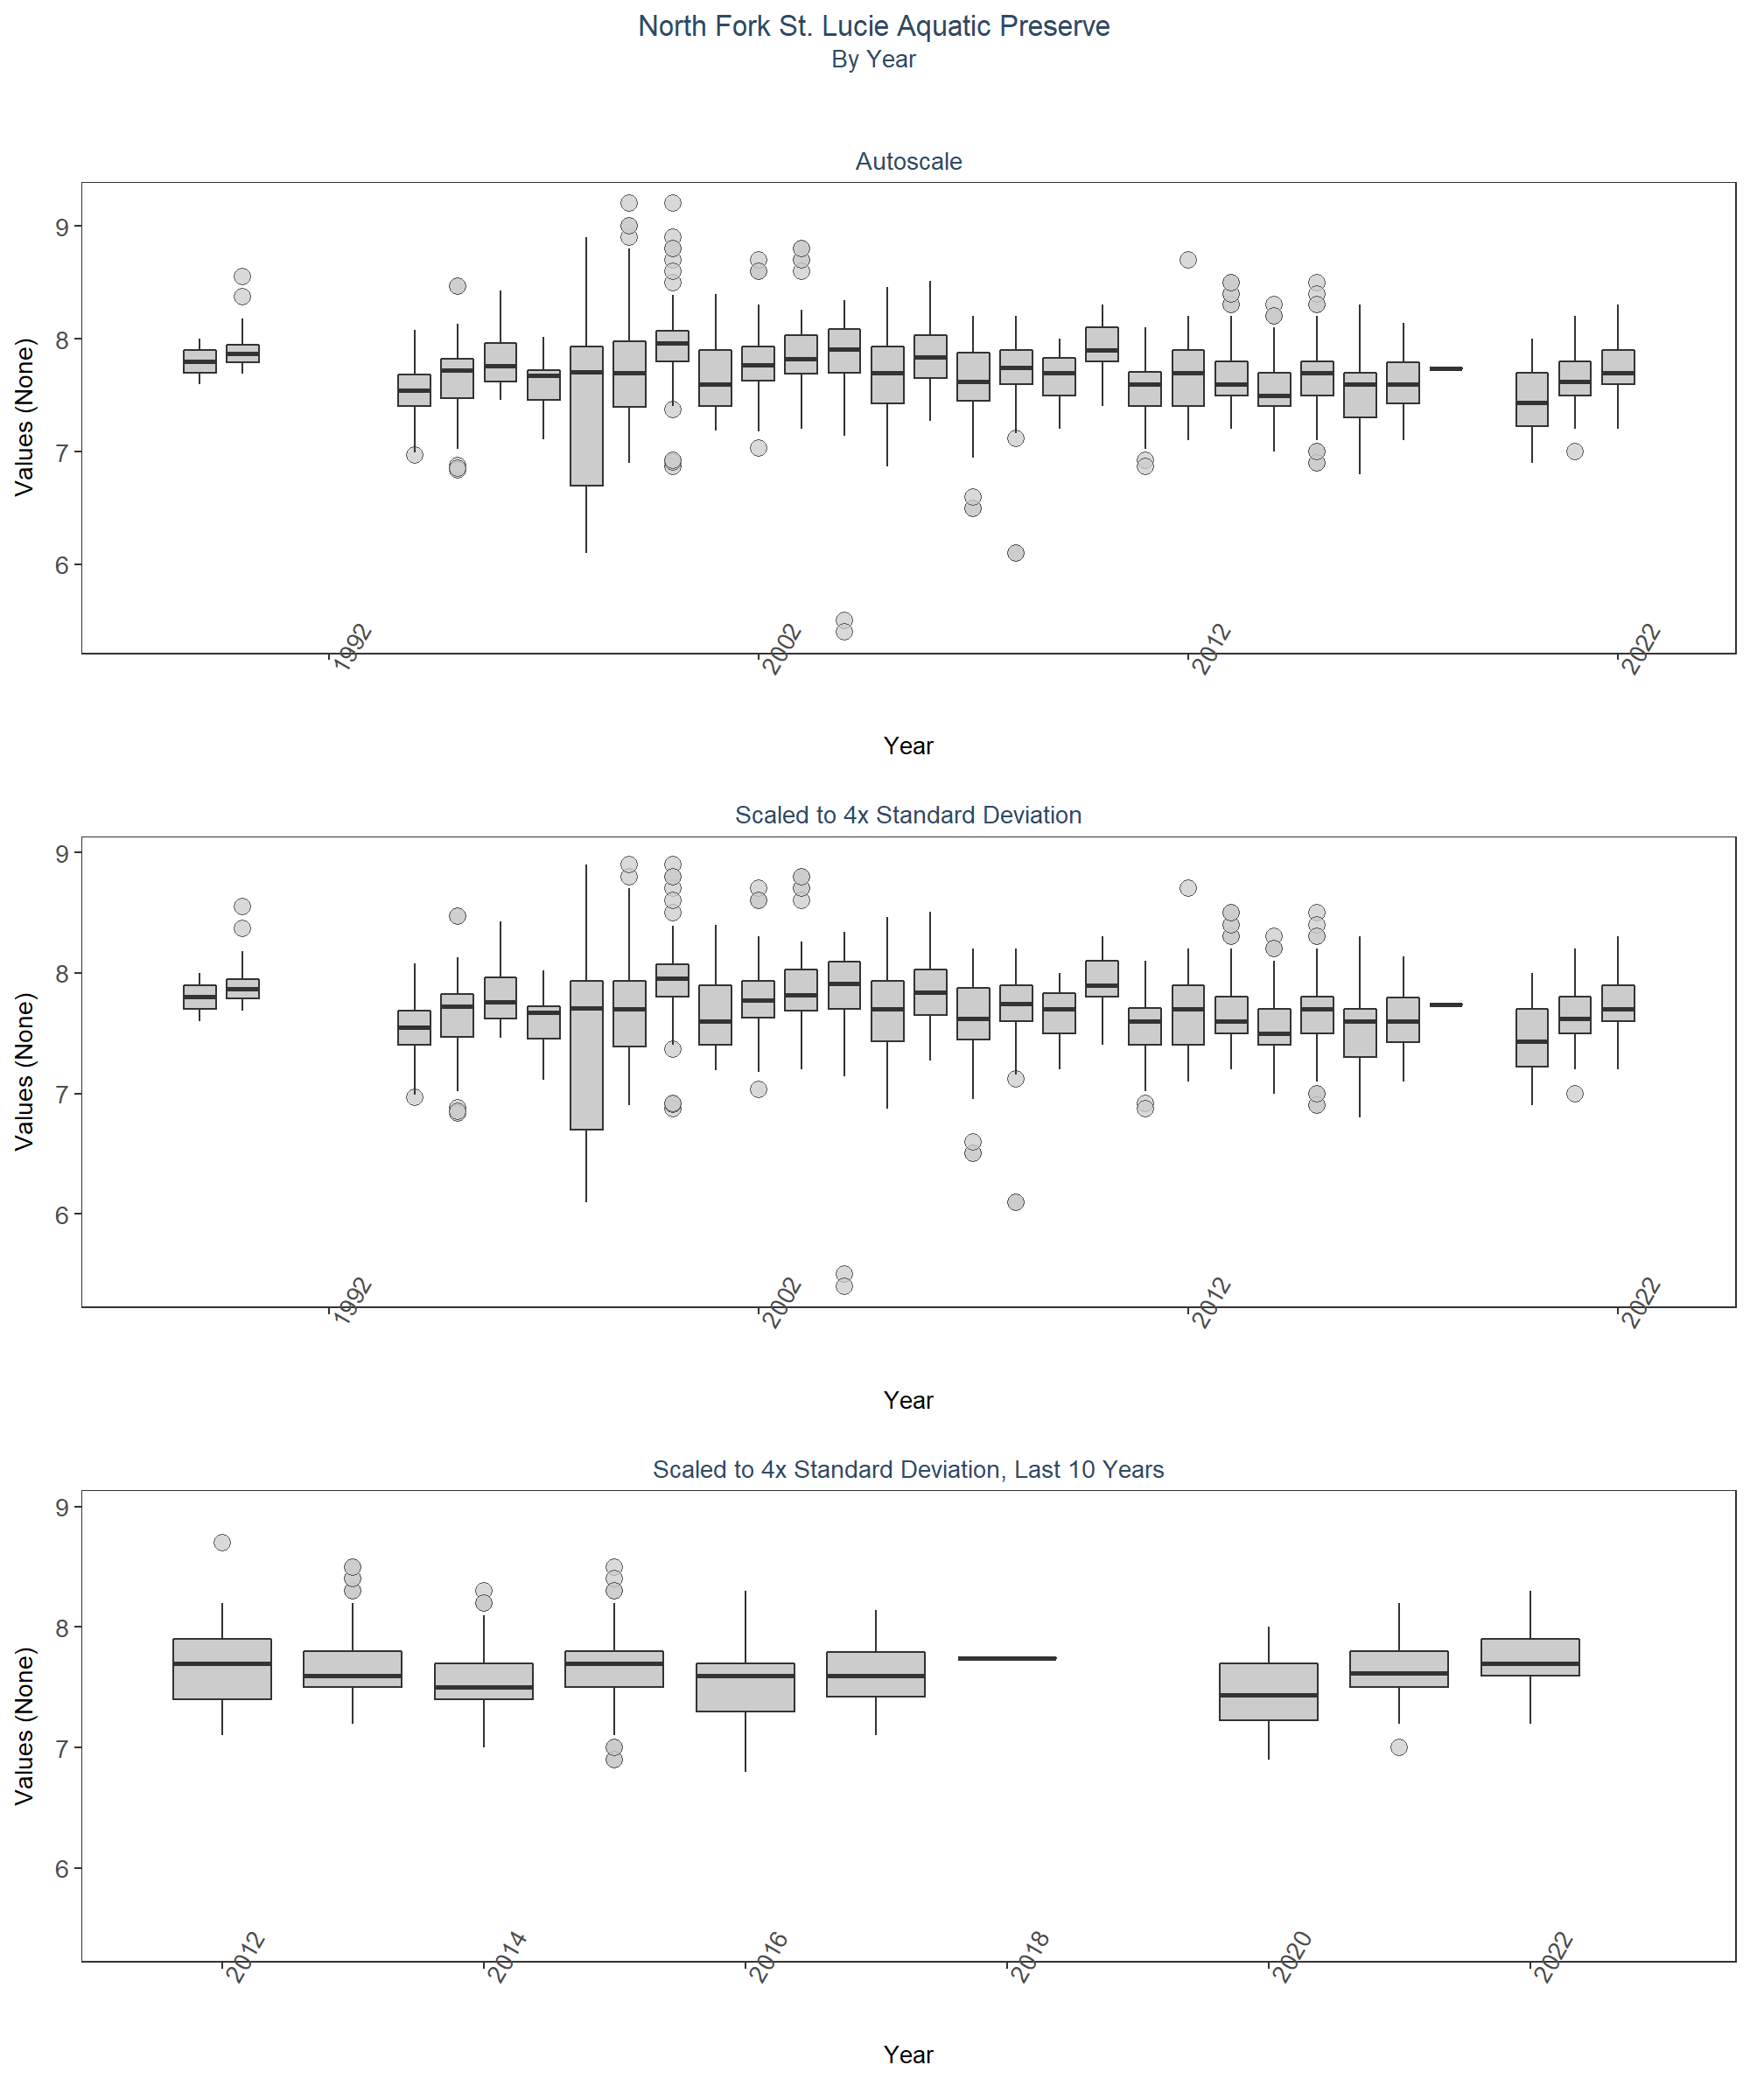 North Fork St. Lucie Aquatic Preserve
By Year
Autoscale
Values (None)
9
8
7
6
1992
2002
2012
2022
Year
Scaled to 4x Standard Deviation
Values (None)
9
8
7
6
1992
2002
2012
2022
Year
Scaled to 4x Standard Deviation, Last 10 Years
Values (None)
9
8
7
6
2012
2014
2016
2018
2020
2022
Year